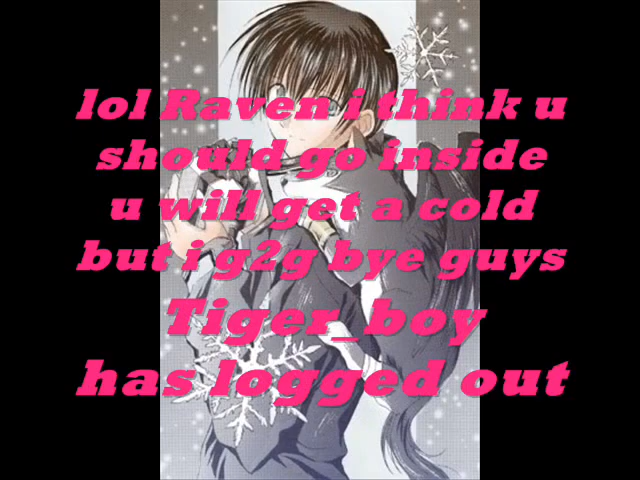 lol Raven i think u
should go inside
u will get a cold
but i g2g bye guys
Tiger_boy
has logged out